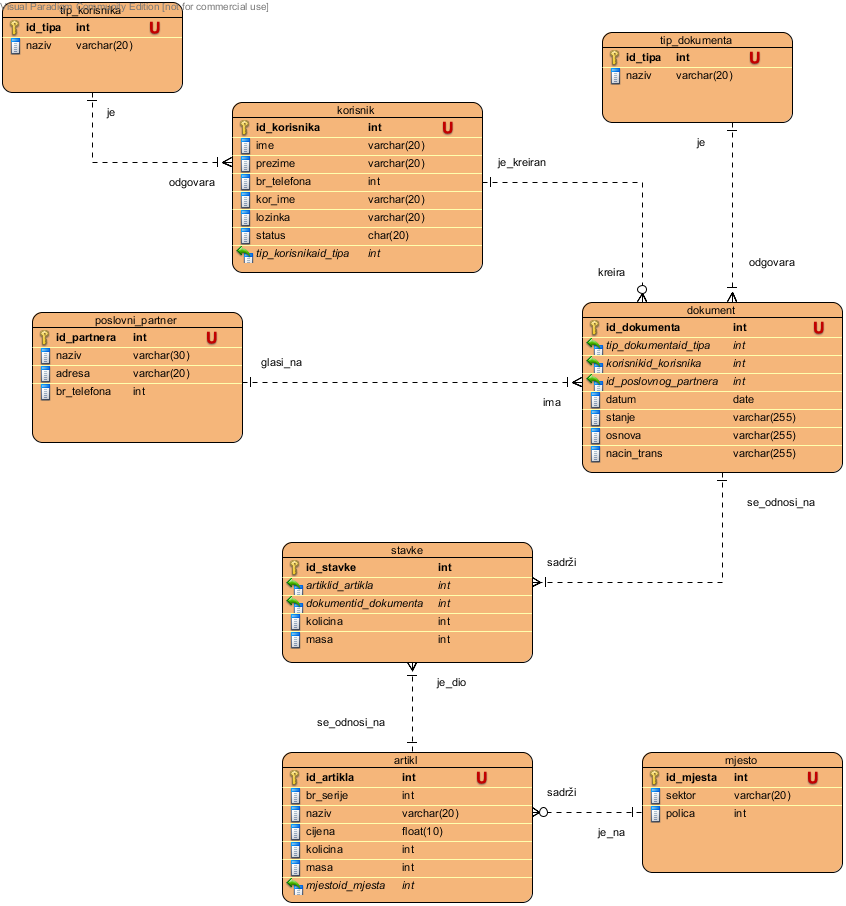 Visual Paradigm Community Edition [not for commercial use]
tip_korisnika
id_tipa int U
naziv varchar(20)
je
odgovara
tip_dokumenta
id_tipa int U
naziv varchar(20)
je
odgovara
korisnik
id_korisnika int U
ime varchar(20)
prezime varchar(20)
br_telefona int
kor_ime varchar(20)
lozinka varchar(20)
status char(20)
tip_korisnikaid_tipa int
je_kreiran
kreira
poslovni_partner
id_partnera int U
naziv varchar(30)
adresa varchar(20)
br_telefona int
glasi_na
ima
dokument
id_dokumenta int U
tip_dokumentaid_tipa int
korisnikid_korisnika int
id_poslovnog_partnera int
datum date
stanje varchar(255)
osnova varchar(255)
nacin_trans varchar(255)
se_odnosi_na
sadrži
stavke
id_stavke int
artiklid_artikla int
dokumentid_dokumenta int
kolicina int
masa int
je_dio
se_odnosi_na
artikl
id_artikla int U
br_serije int
naziv varchar(20)
cijena float(10)
kolicina int
masa int
mjestoid_mjesta int
sadrži
je_na
mjesto
id_mjesta int U
sektor varchar(20)
polica int